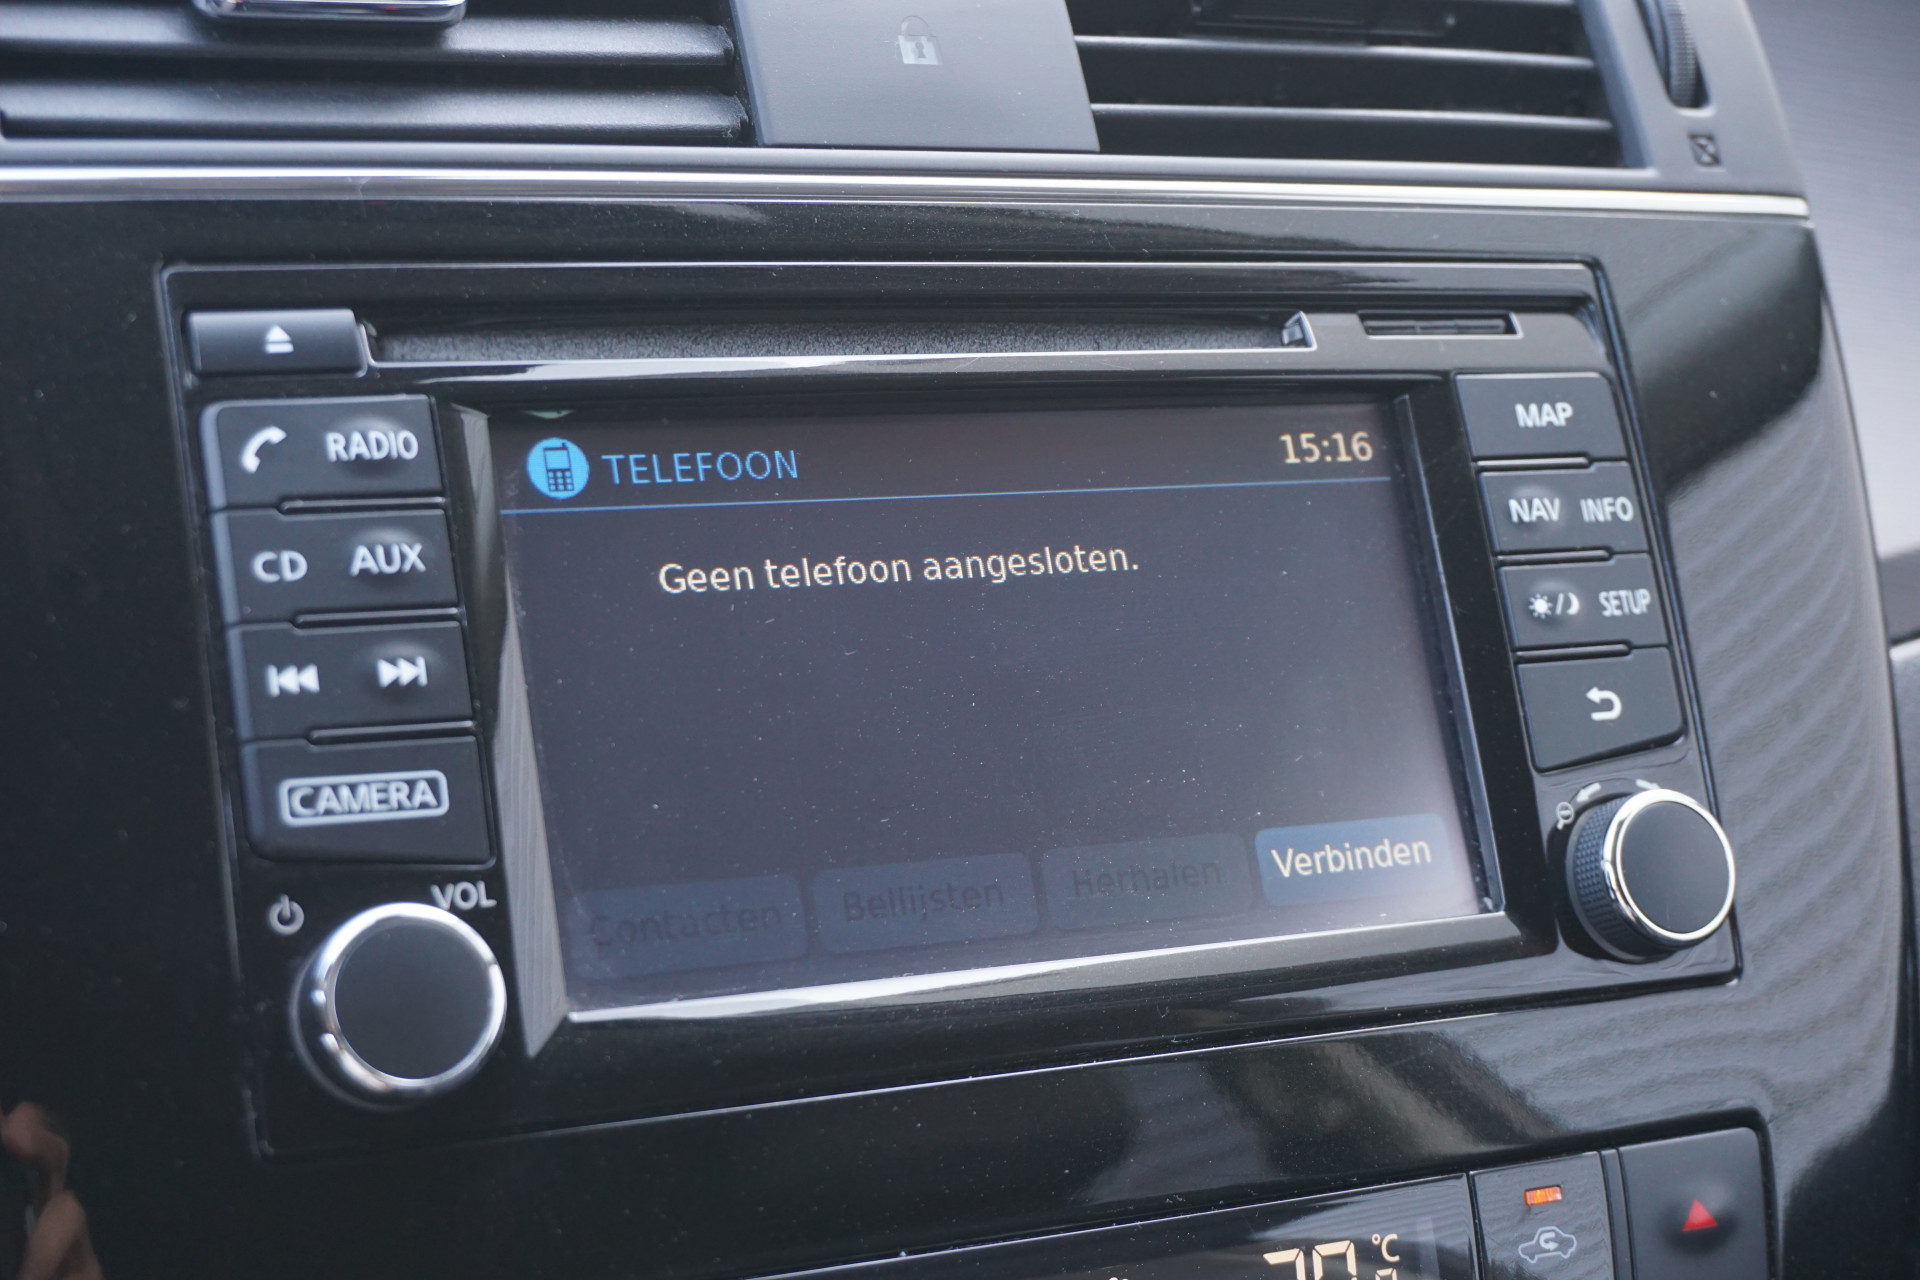 RADIO
CD AUX
CAMERA
VOL
TELEFOON 15:16
Geen telefoon aangesloten.
Contacten Bellijsten Herhalen Verbinden
MAP
NAV INFO
SETUP
°C